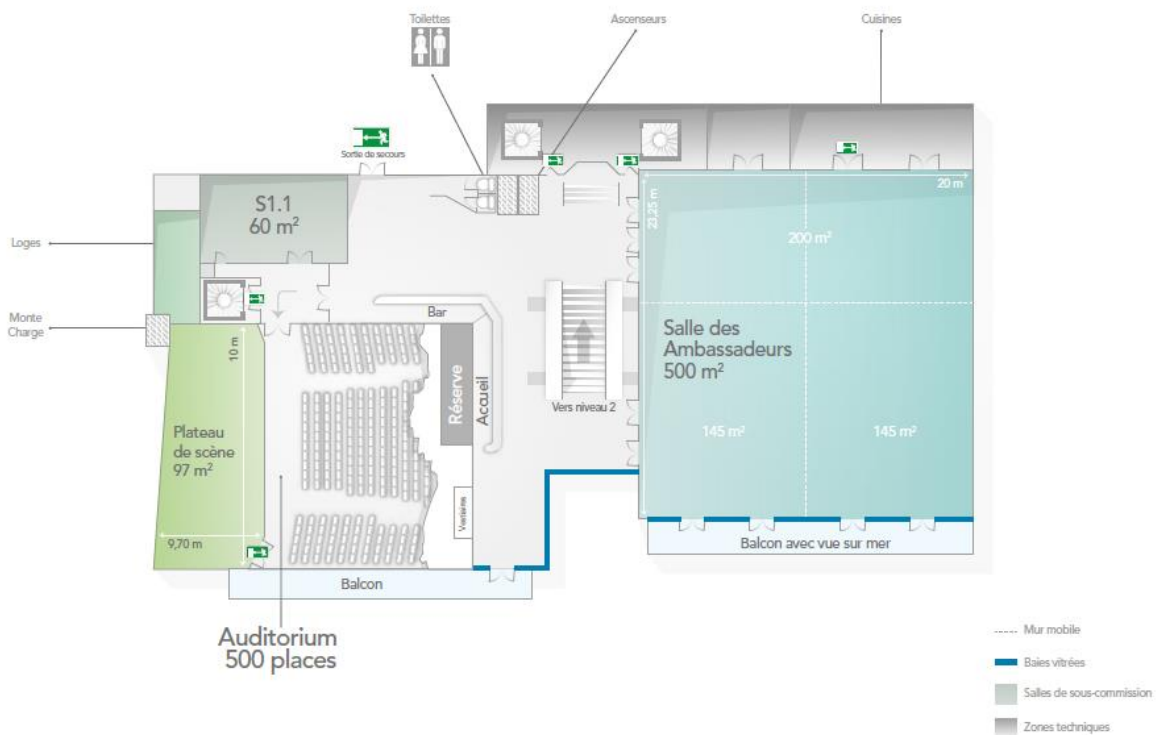 Toilettes
Ascenseurs
Cuisines
Sortie de secours
20 m
23,25 m
S1.1
60 m²
200 m²
Loges
Monte
Charge
Bar
10 m
Réserve
Accueil
Salle des
Ambassadeurs
500 m²
Vers niveau 2
Plateau
de scène
97 m²
145 m²
145 m²
Vestiaires
9,70 m
Balcon avec vue sur mer
Balcon
Auditorium
500 places
Mur mobile
Baies vitrées
Salles de sous-commission
Zones techniques